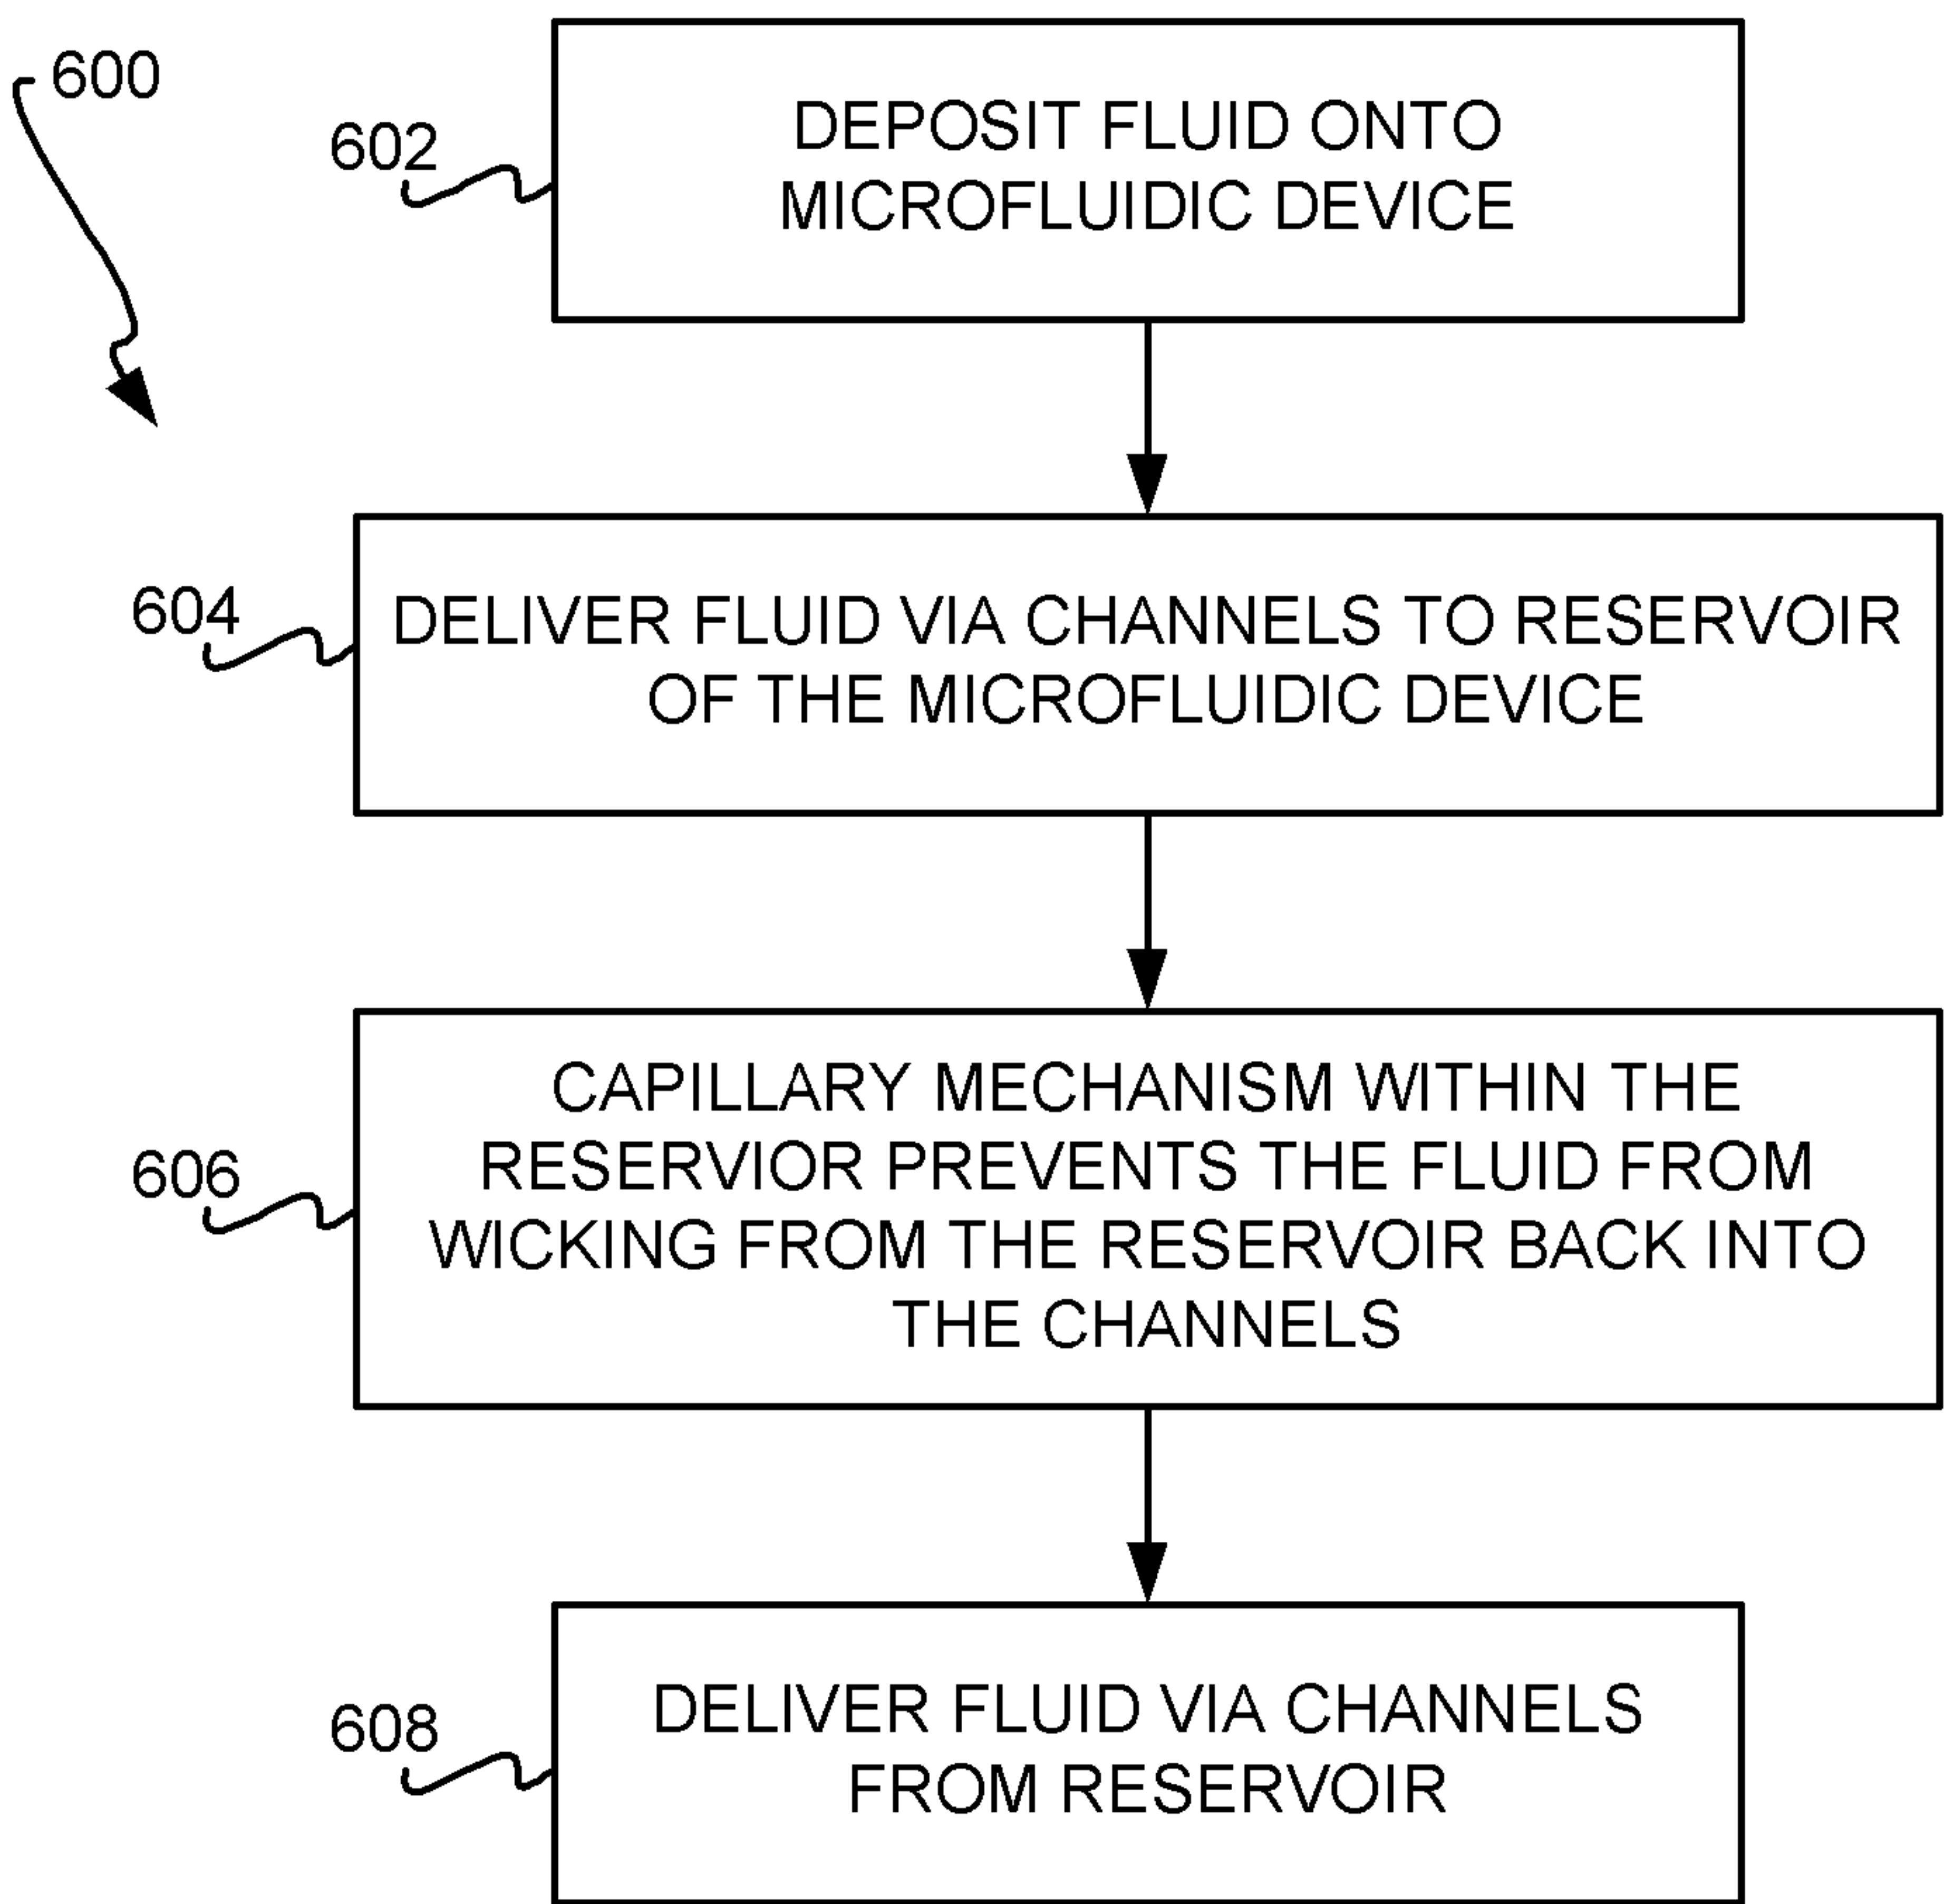 600
602
DEPOSIT FLUID ONTO
MICROFLUIDIC DEVICE
604
DELIVER FLUID VIA CHANNELS TO RESERVOIR
OF THE MICROFLUIDIC DEVICE
606
CAPILLARY MECHANISM WITHIN THE
RESERVIOR PREVENTS THE FLUID FROM
WICKING FROM THE RESERVOIR BACK INTO
THE CHANNELS
608
DELIVER FLUID VIA CHANNELS
FROM RESERVOIR